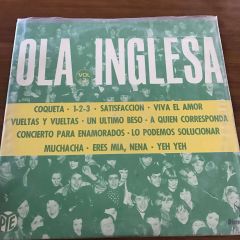 OLA INGLESA
VOL
COQUETA - 1-2-3 - SATISFACCION - VIVA EL AMOR
VUELTAS Y VUELTAS - UN ULTIMO BESO - A QUIEN CORRESPONDA
CONCIERTO PARA ENAMORADOS - LO PODEMOS SOLUCIONAR
MUCHACHA - ERES MIA, NENA - YEH YEH